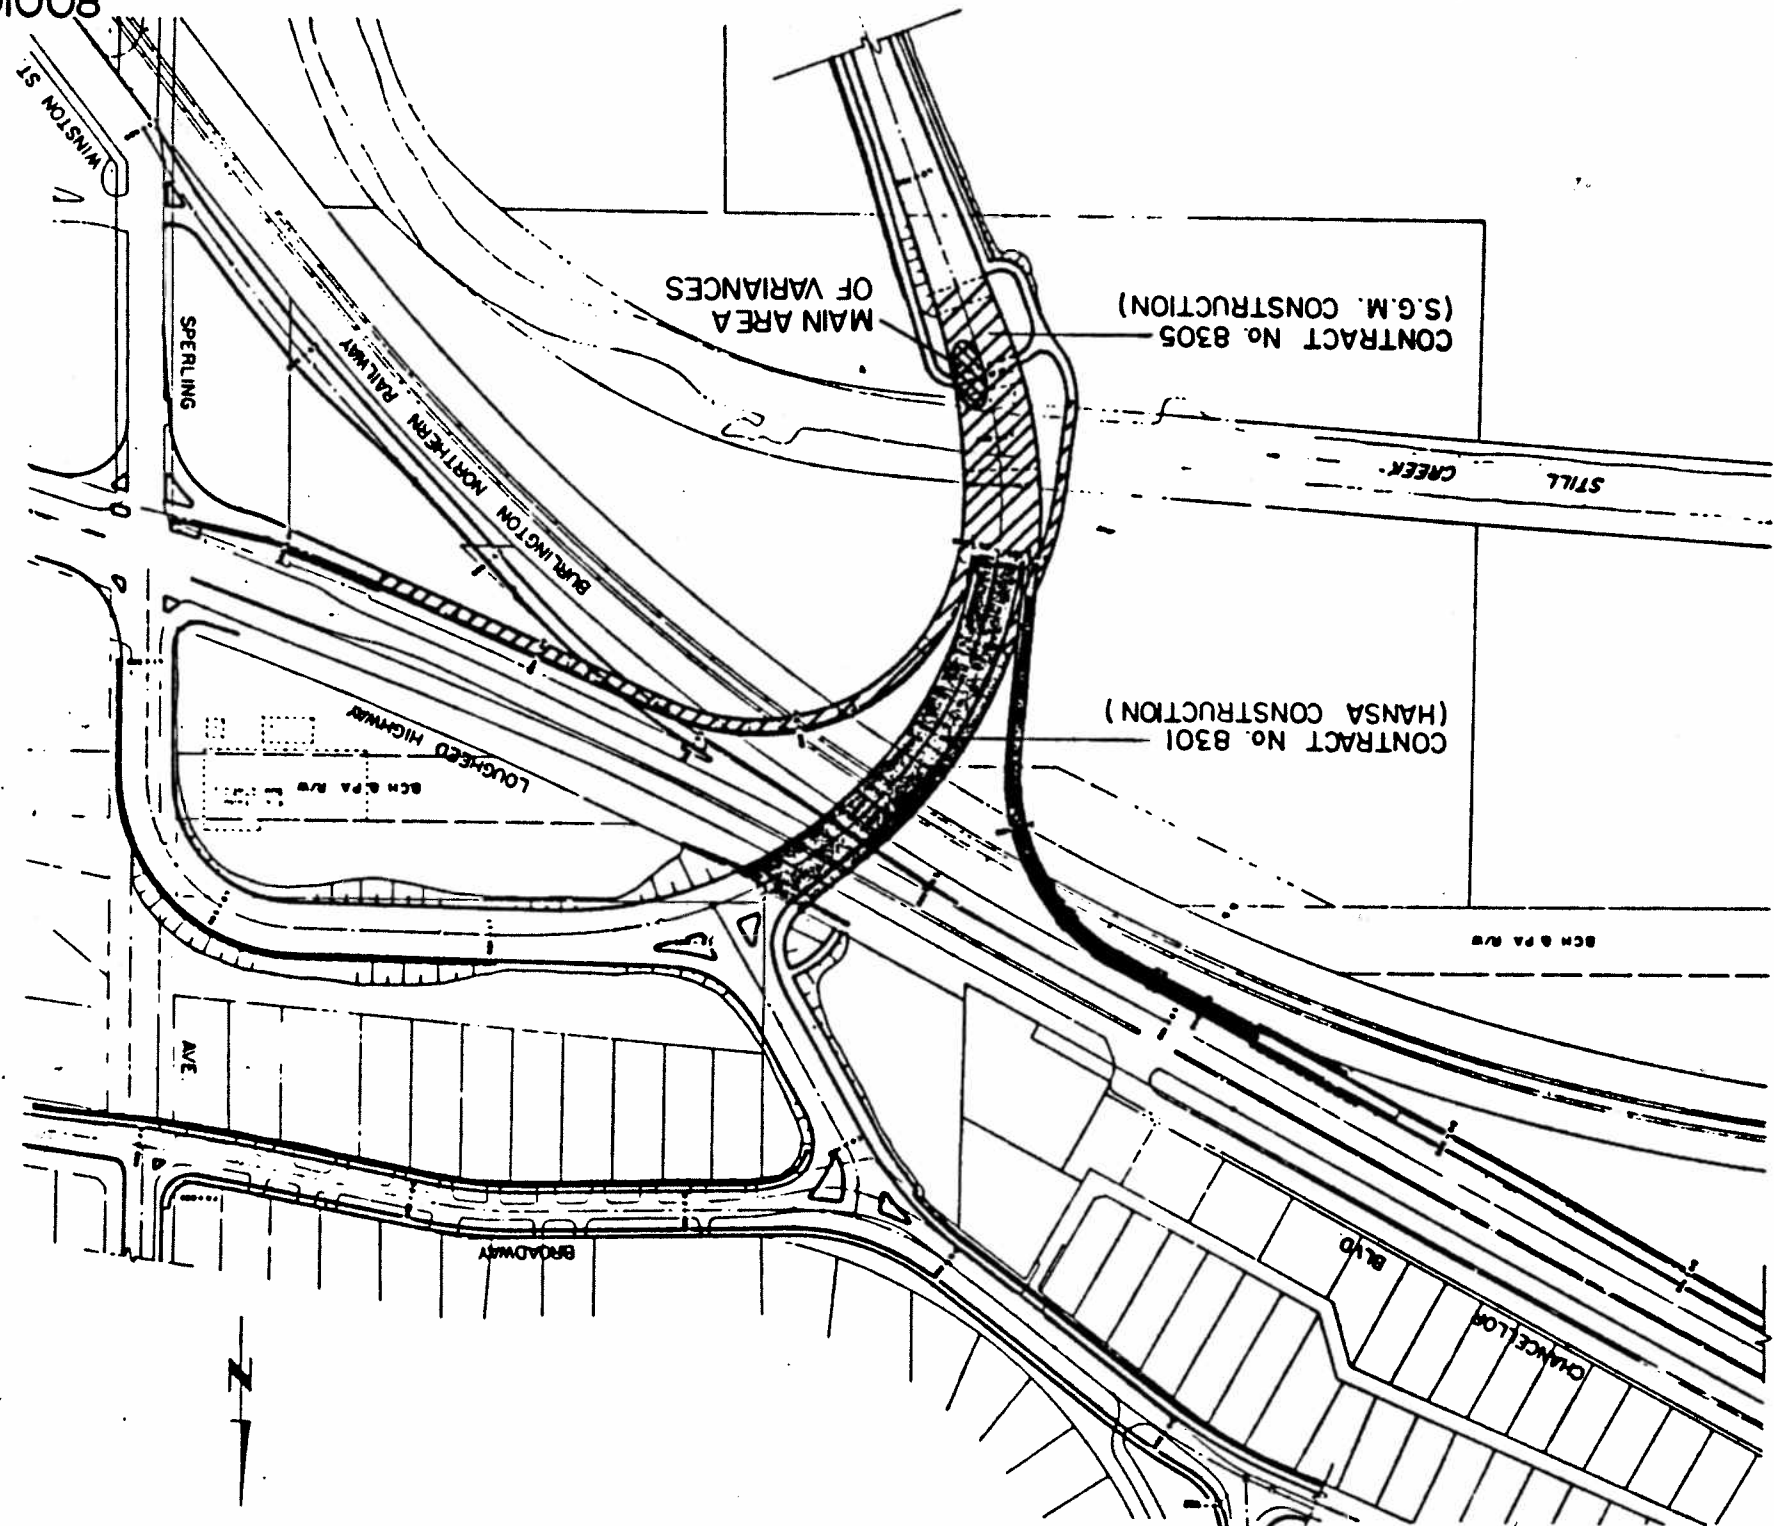 CHANCELLOR
BLVD
BROADWAY
AVE.
BCH & PA R/W
BCH & PA R/W
LOUGHEED HIGHWAY
CONTRACT No. 8301
(HANSA CONSTRUCTION)
BURLINGTON NORTHERN RAILWAY
STILL
CREEK
SPERLING
CONTRACT No. 8305
(S.G.M. CONSTRUCTION)
MAIN AREA
OF VARIANCES
WINSTON ST
N